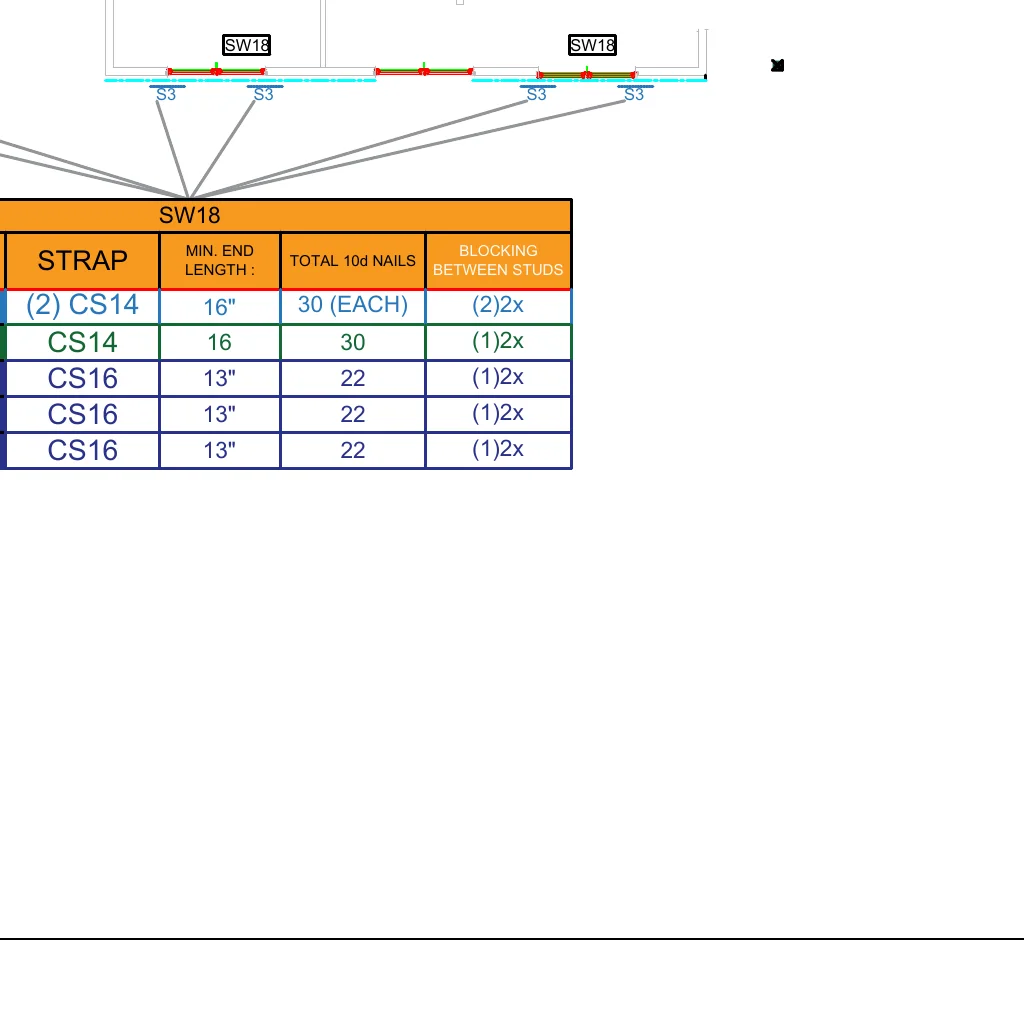 SW18
SW18
S3
S3
S3
S3
SW18
STRAP
MIN. END
LENGTH :
TOTAL 10d NAILS
BLOCKING
BETWEEN STUDS
(2) CS14
16"
30 (EACH)
(2)2x
CS14
16
30
(1)2x
CS16
13"
22
(1)2x
CS16
13"
22
(1)2x
CS16
13"
22
(1)2x